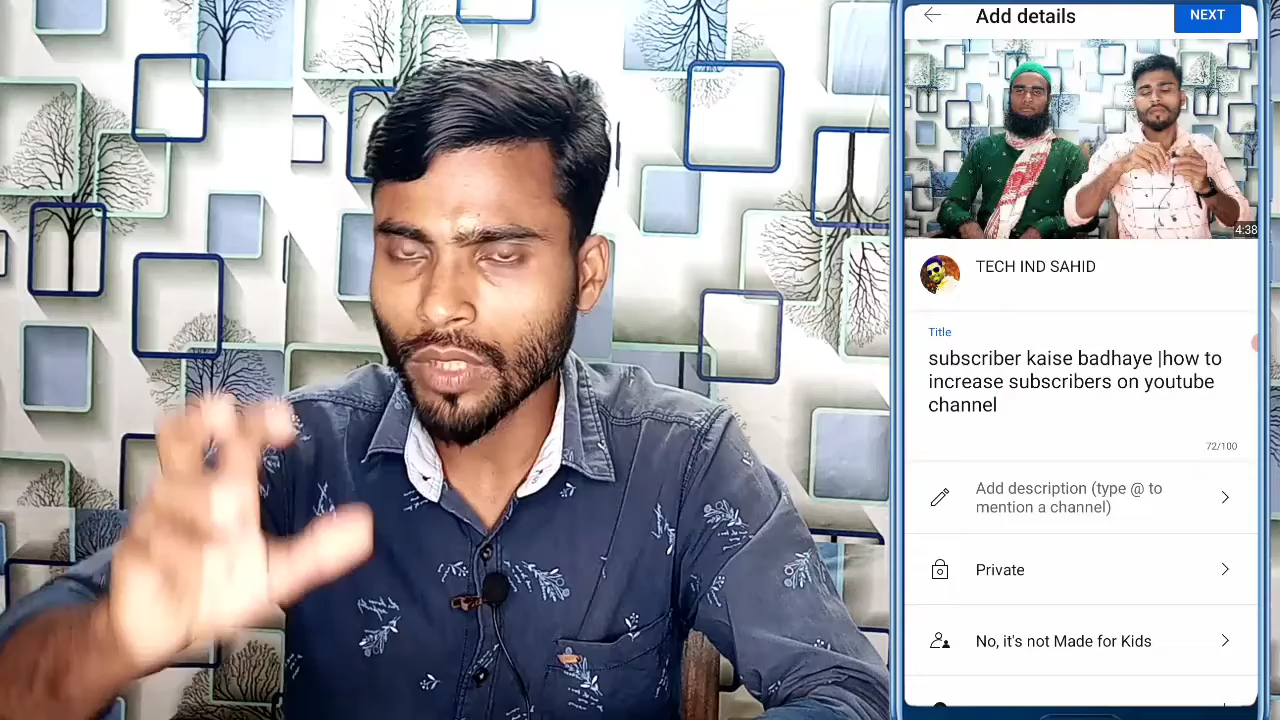 Add details
NEXT
4:38
TECH IND SAHID
Title
subscriber kaise badhaye |how to
increase subscribers on youtube
channel
72/100
Add description (type @ to
mention a channel)
Private
No, it's not Made for Kids